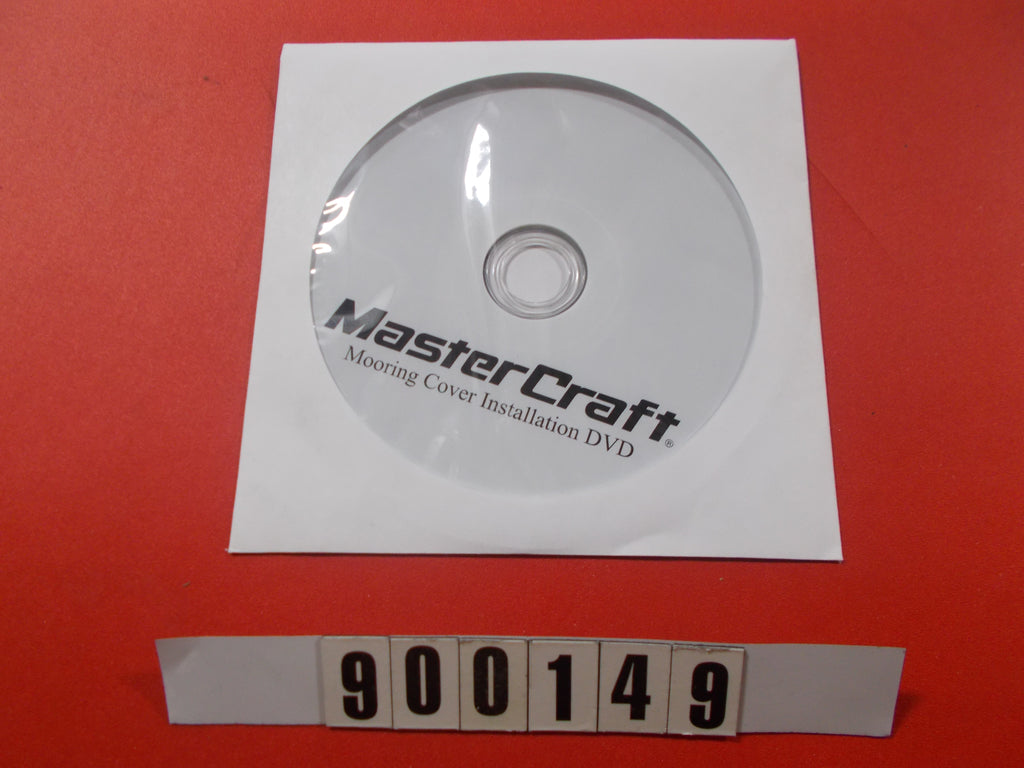 MasterCraft®
Mooring Cover Installation DVD
900149